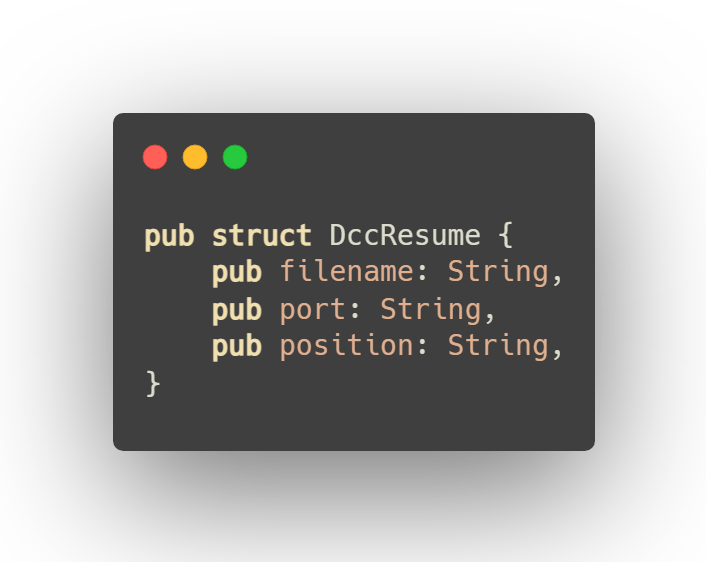 pub struct DccResume {
    pub filename: String,
    pub port: String,
    pub position: String,
}